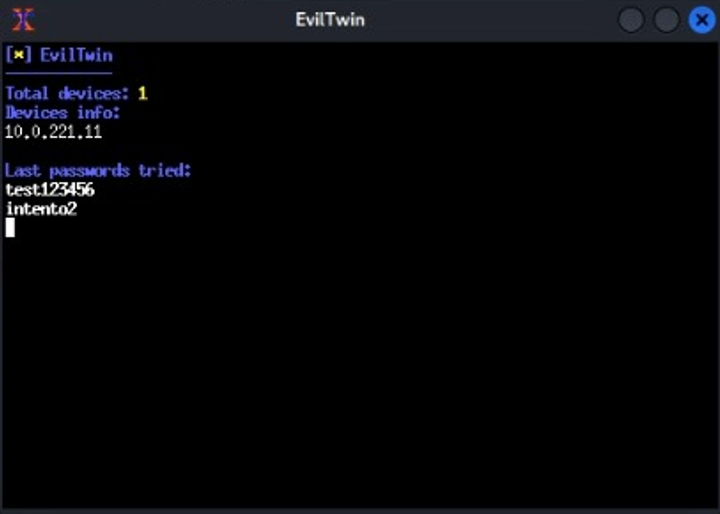 EvilTwin
[*] EvilTwin
Total devices: 1
Devices info:
10.0.221.11
Last passwords tried:
test123456
intento2